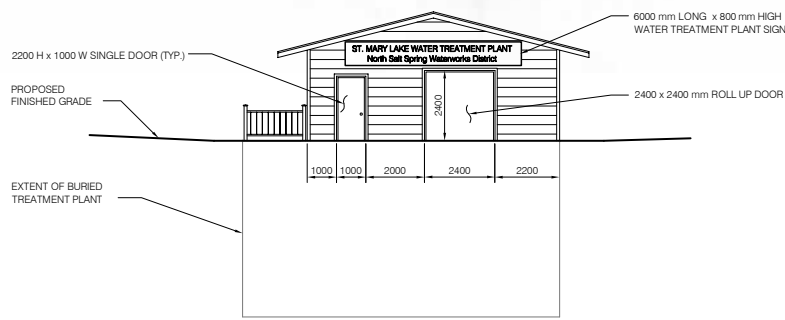 6000 mm LONG x 800 mm HIGH
WATER TREATMENT PLANT SIGN
ST. MARY LAKE WATER TREATMENT PLANT
North Salt Spring Waterworks District
2200 H x 1000 W SINGLE DOOR (TYP.)
PROPOSED
FINISHED GRADE
2400 x 2400 mm ROLL UP DOOR
2400
1000 1000 2000 2400 2200
EXTENT OF BURIED
TREATMENT PLANT